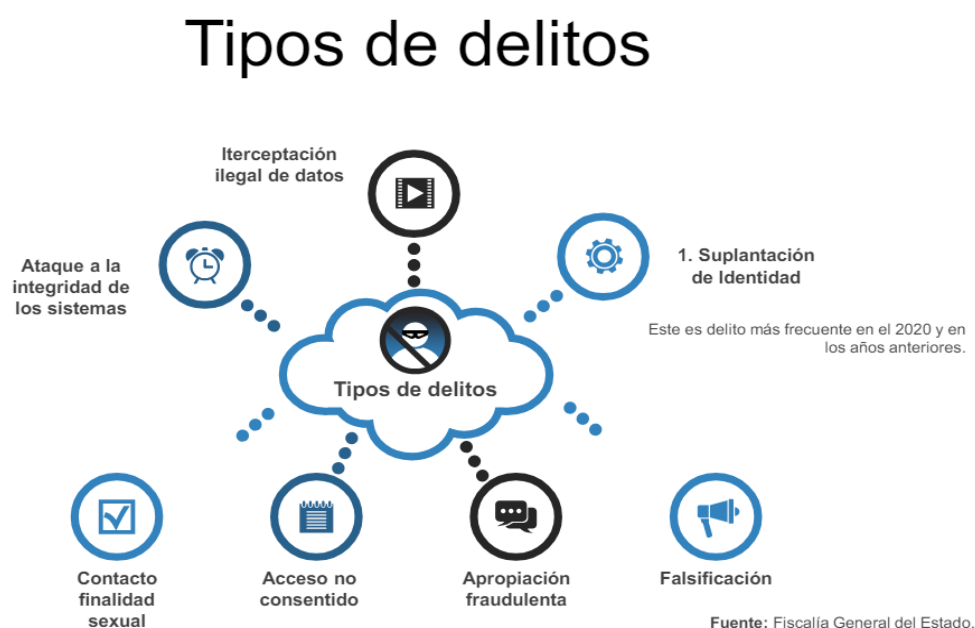 Tipos de delitos
Iterceptación
ilegal de datos
Ataque a la
integridad de
los sistemas
1. Suplantación
de Identidad
Este es delito más frecuente en el 2020 y en
los años anteriores.
Tipos de delitos
Contacto
finalidad
sexual
Acceso no
consentido
Apropiación
fraudulenta
Falsificación
Fuente: Fiscalía General del Estado.